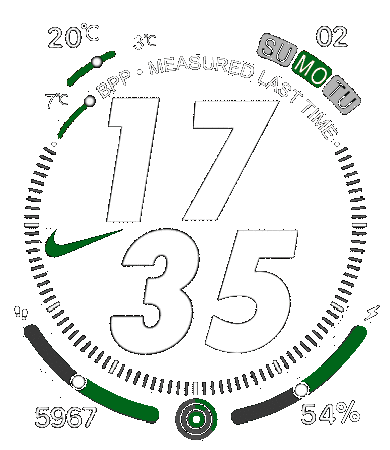 20°C
3°C
02
SU MO TU
7°C
BPP • MEASURED LAST TIME
17
35
5967
54%